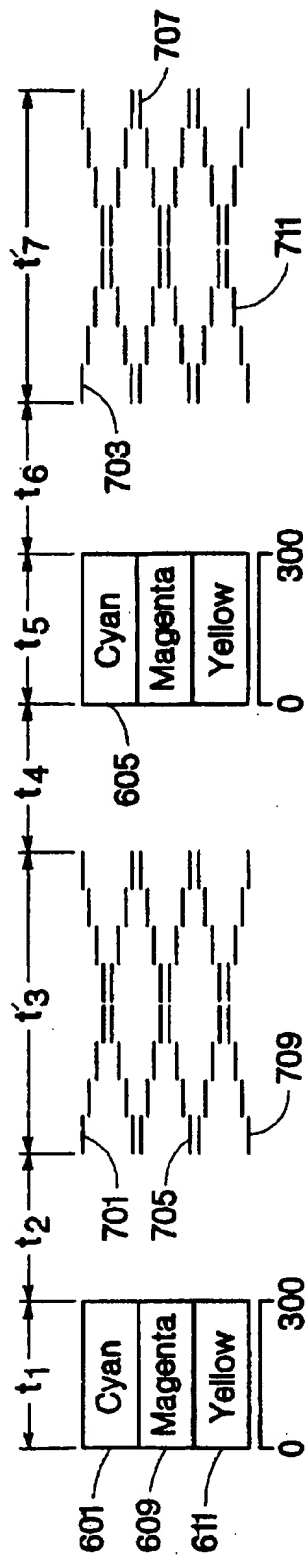 t1 t2 t'3 t4 t5 t6 t'7
601 Cyan
609 Magenta
611 Yellow
0 300
701
705
709
605
Cyan
Magenta
Yellow
0 300
703
707
711